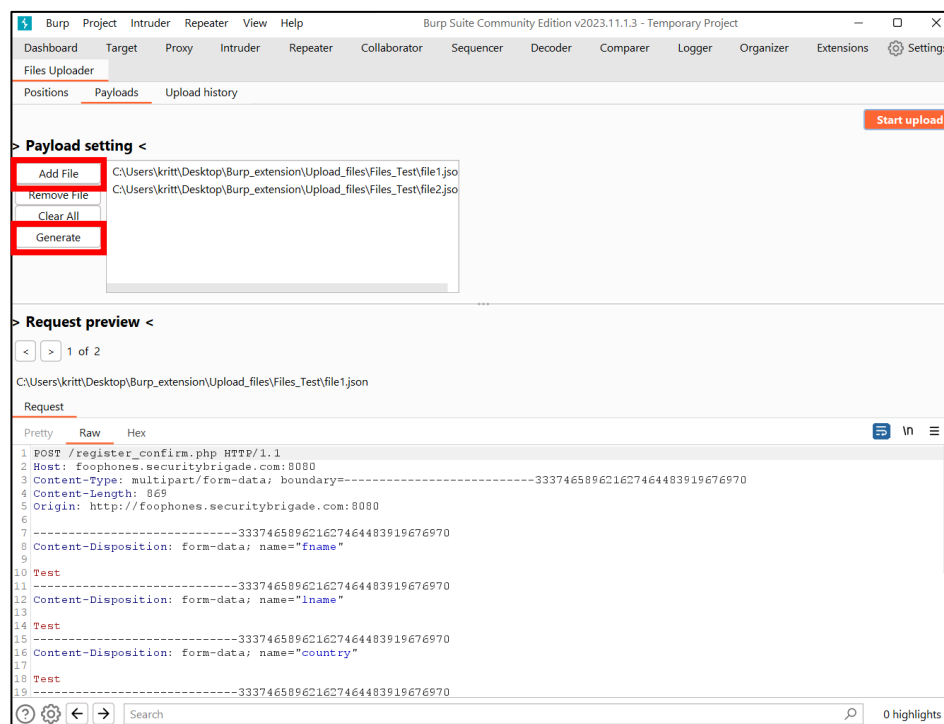 Burp Project Intruder Repeater View Help Burp Suite Community Edition v2023.11.1.3 - Temporary Project
Dashboard Target Proxy Intruder Repeater Collaborator Sequencer Decoder Comparer Logger Organizer Extensions Settings
Files Uploader
Positions Payloads Upload history
Start upload
> Payload setting <
Add File C:\Users\kritt\Desktop\Burp_extension\Upload_files\Files_Test\file1.jso
Remove File C:\Users\kritt\Desktop\Burp_extension\Upload_files\Files_Test\file2.jso
Clear All
Generate
> Request preview <
< > 1 of 2
C:\Users\kritt\Desktop\Burp_extension\Upload_files\Files_Test\file1.json
Request
Pretty Raw Hex \n
1 POST /register_confirm.php HTTP/1.1
2 Host: foophones.securitybrigade.com:8080
3 Content-Type: multipart/form-data; boundary=---------------------------333746589621627464483919676970
4 Content-Length: 869
5 Origin: http://foophones.securitybrigade.com:8080
6
7 -----------------------------333746589621627464483919676970
8 Content-Disposition: form-data; name="fname"
9
10 Test
11 -----------------------------333746589621627464483919676970
12 Content-Disposition: form-data; name="lname"
13
14 Test
15 -----------------------------333746589621627464483919676970
16 Content-Disposition: form-data; name="country"
17
18 Test
19 -----------------------------333746589621627464483919676970
Search 0 highlights